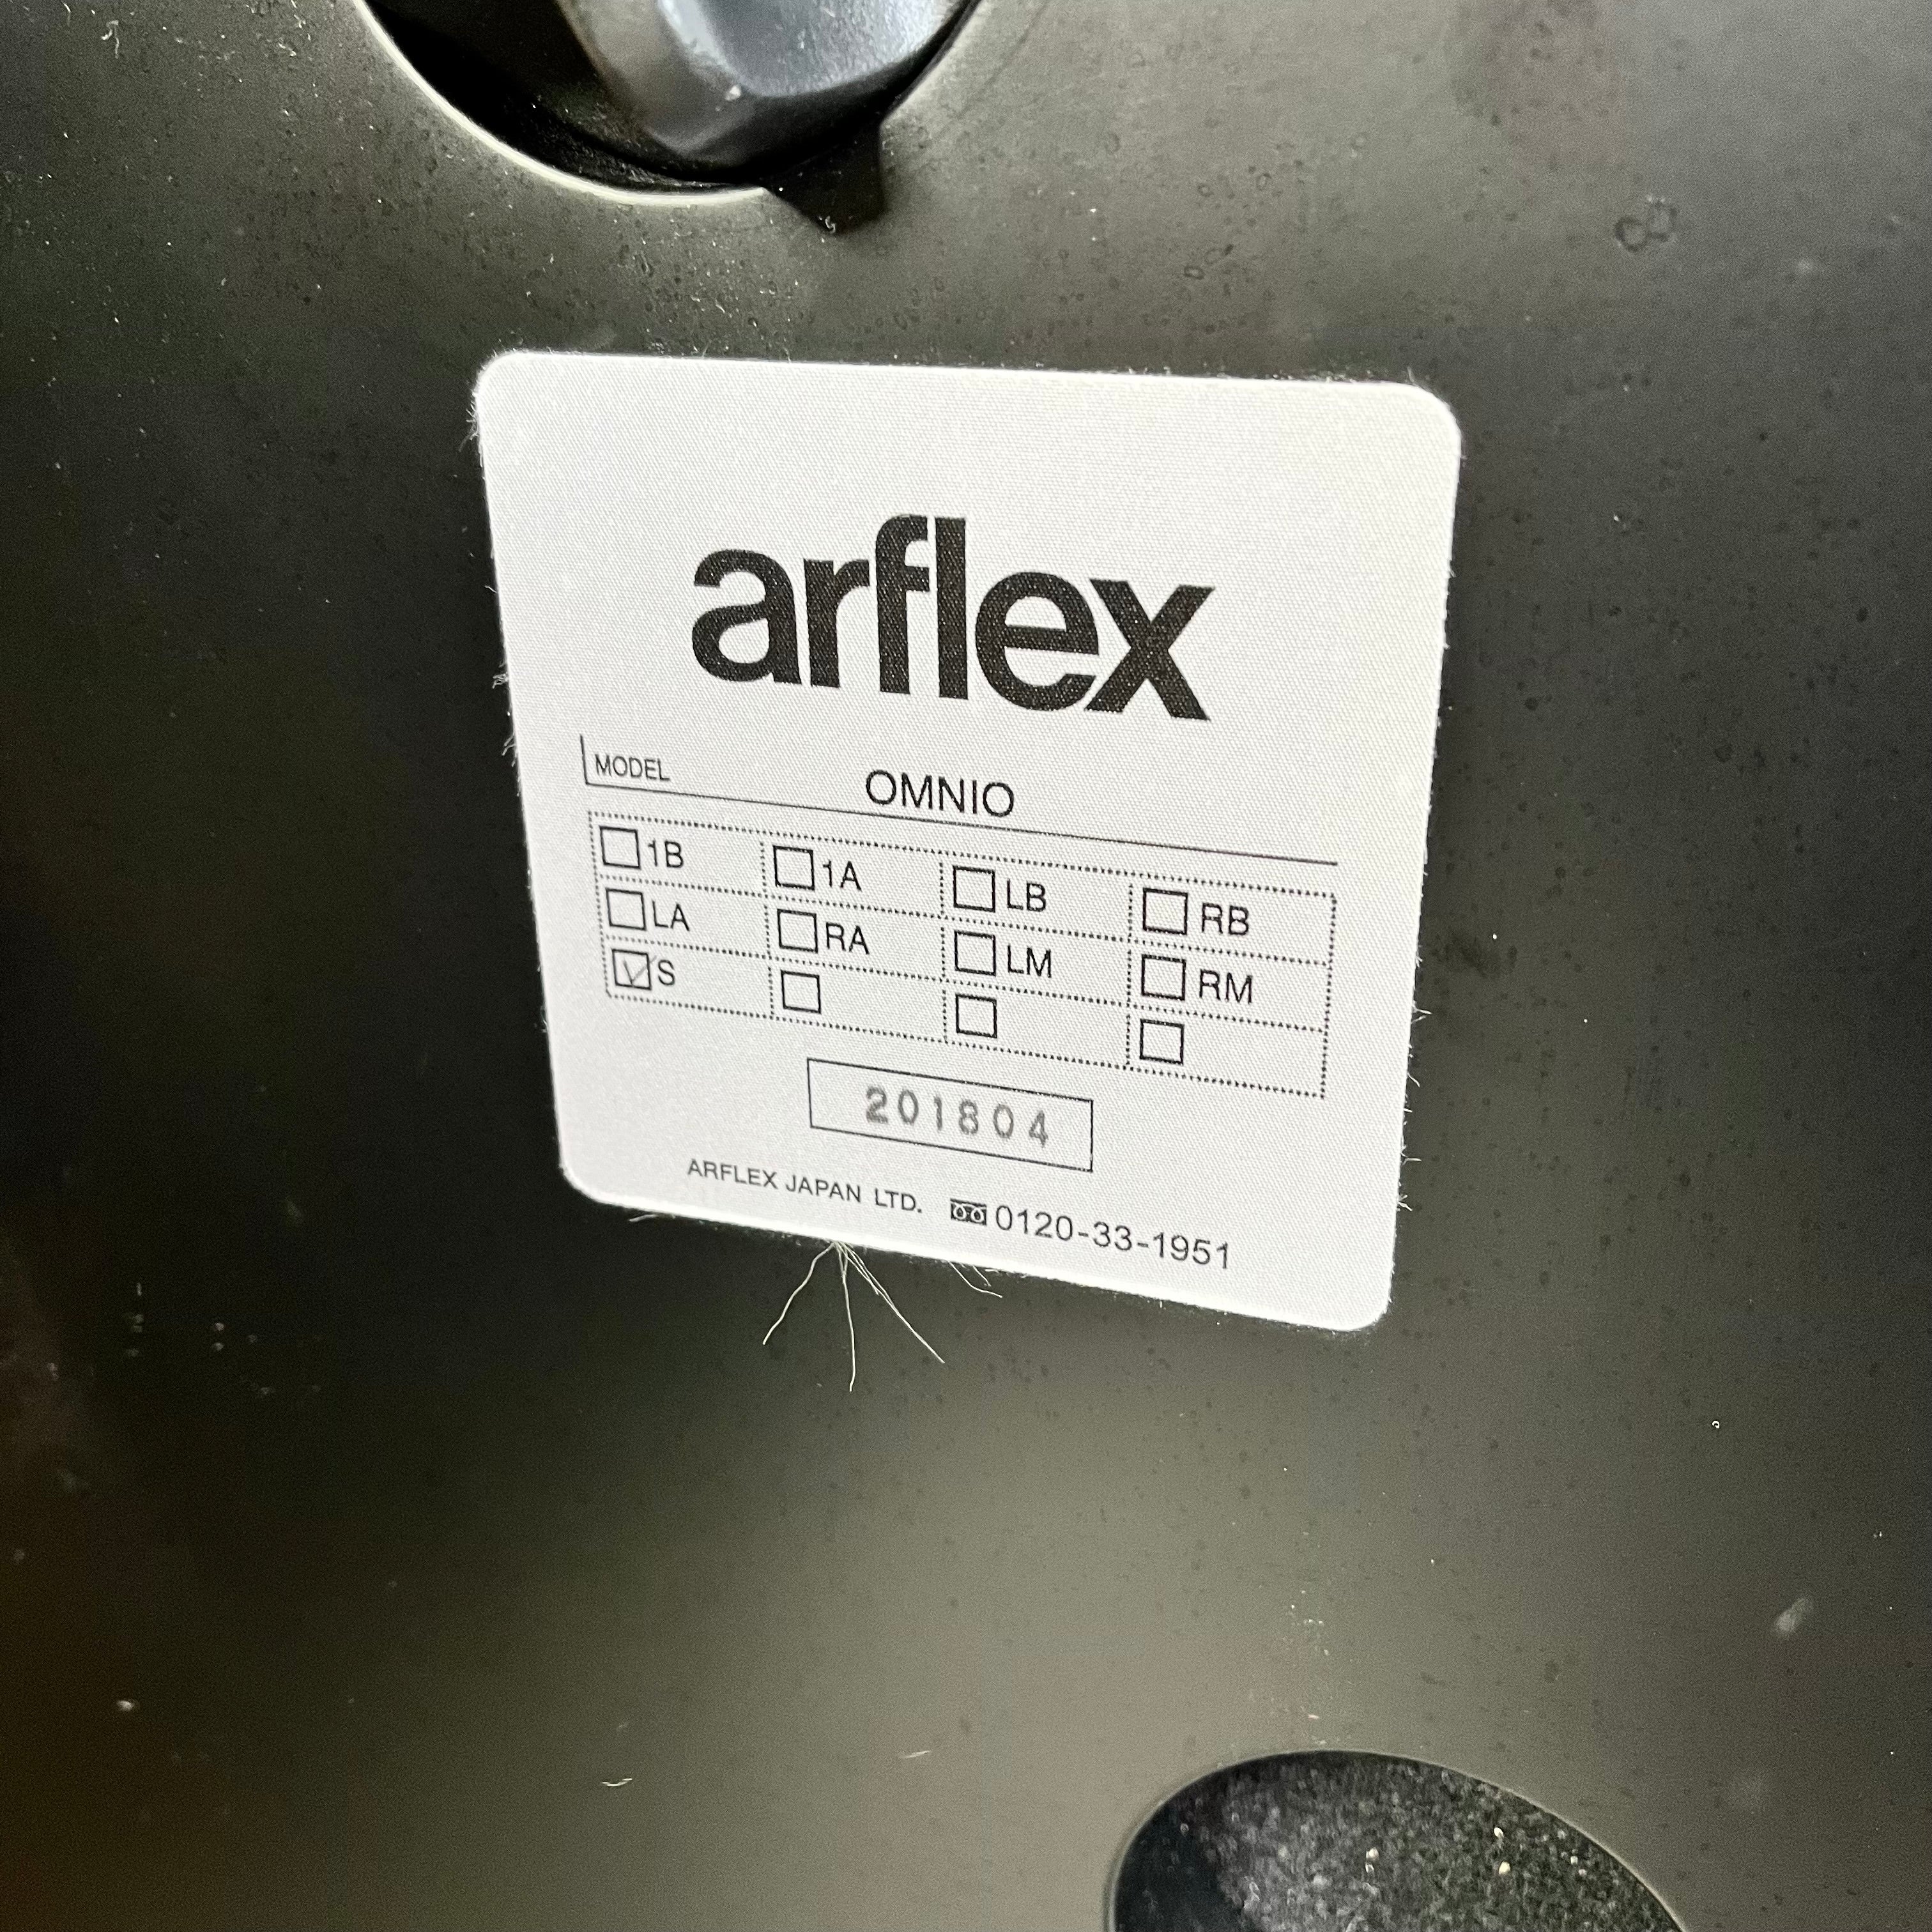 arflex
MODEL OMNIO
☐1B ☐1A ☐LB ☐RB
☐LA ☐RA ☐LM ☐RM
☑S ☐ ☐ ☐
201804
ARFLEX JAPAN LTD. 0120-33-1951